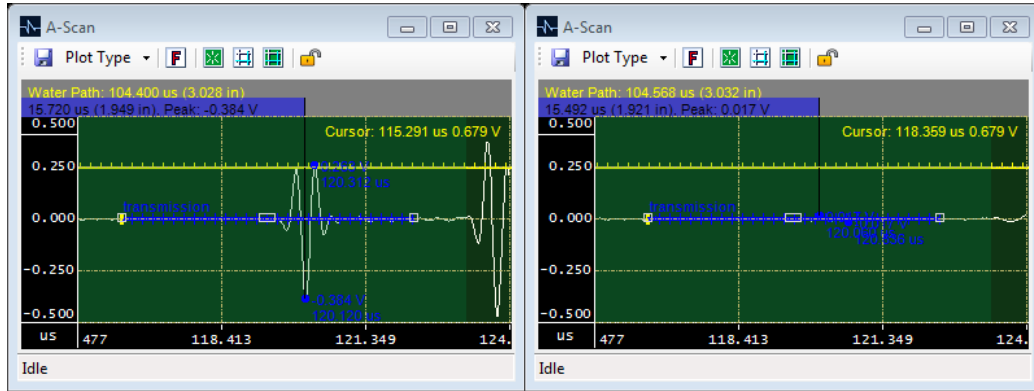 A-Scan
Plot Type
F
Water Path: 104.400 us (3.028 in)
15.720 us (1.949 in), Peak: -0.384 V
0.500
Cursor: 115.291 us 0.679 V
0.250
120.312 us
transmission
0.000
-0.250
-0.384 V
120.120 us
-0.500
us
477
118.413
121.349
124.
Idle
A-Scan
Plot Type
F
Water Path: 104.568 us (3.032 in)
15.492 us (1.921 in), Peak: 0.017 V
0.500
Cursor: 118.359 us 0.679 V
0.250
transmission
0.000
-0.250
-0.500
us
477
118.413
121.349
124.
Idle